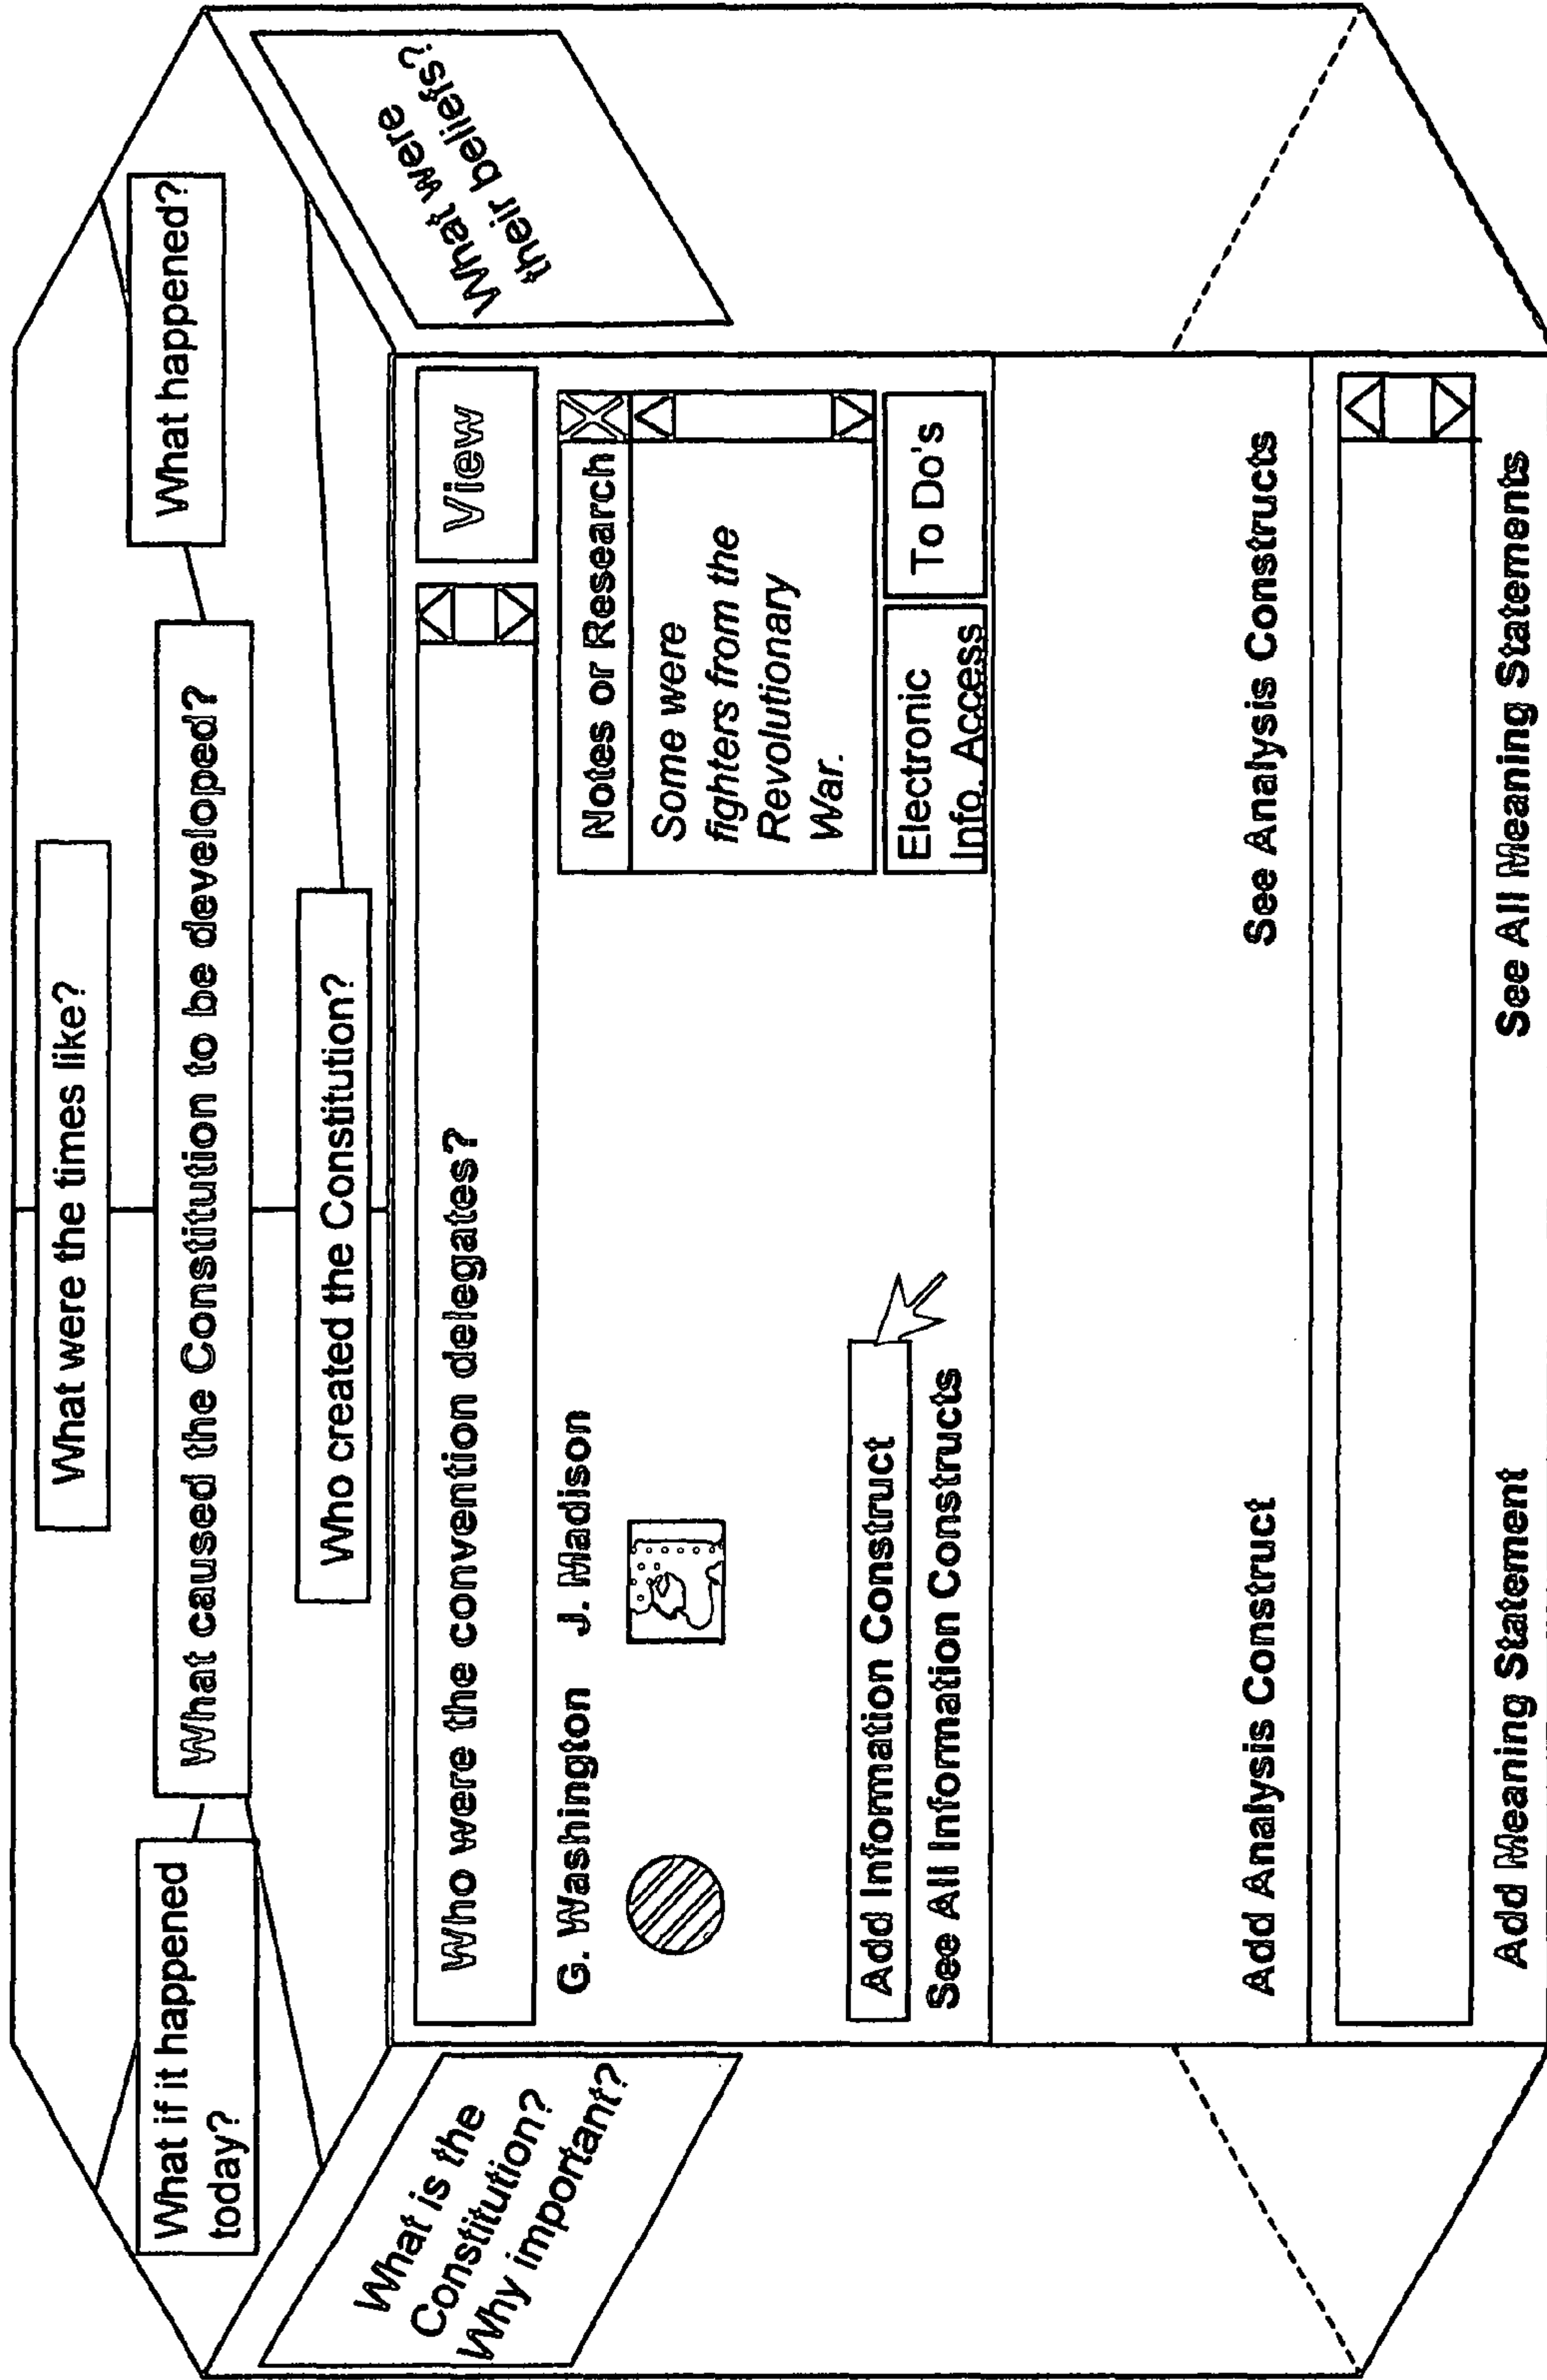 What were the times like?
What if it happened
today?
What caused the Constitution to be developed?
What happened?
Who created the Constitution?
What is the
Constitution?
Why important?
Who were the convention delegates?
View
What were
their beliefs?
G. Washington
J. Madison
Notes or Research
Some were
fighters from the
Revolutionary
War.
Add Information Construct
See All Information Constructs
Electronic
Info. Access
To Do's
Add Analysis Construct
See Analysis Constructs
Add Meaning Statement
See All Meaning Statements